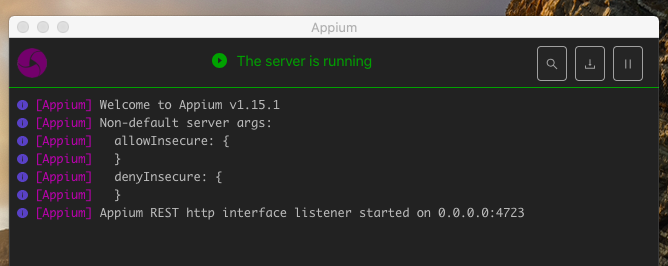 Appium
The server is running
[Appium] Welcome to Appium v1.15.1
[Appium] Non-default server args:
[Appium]   allowInsecure: {
[Appium]   }
[Appium]   denyInsecure: {
[Appium]   }
[Appium] Appium REST http interface listener started on 0.0.0.0:4723